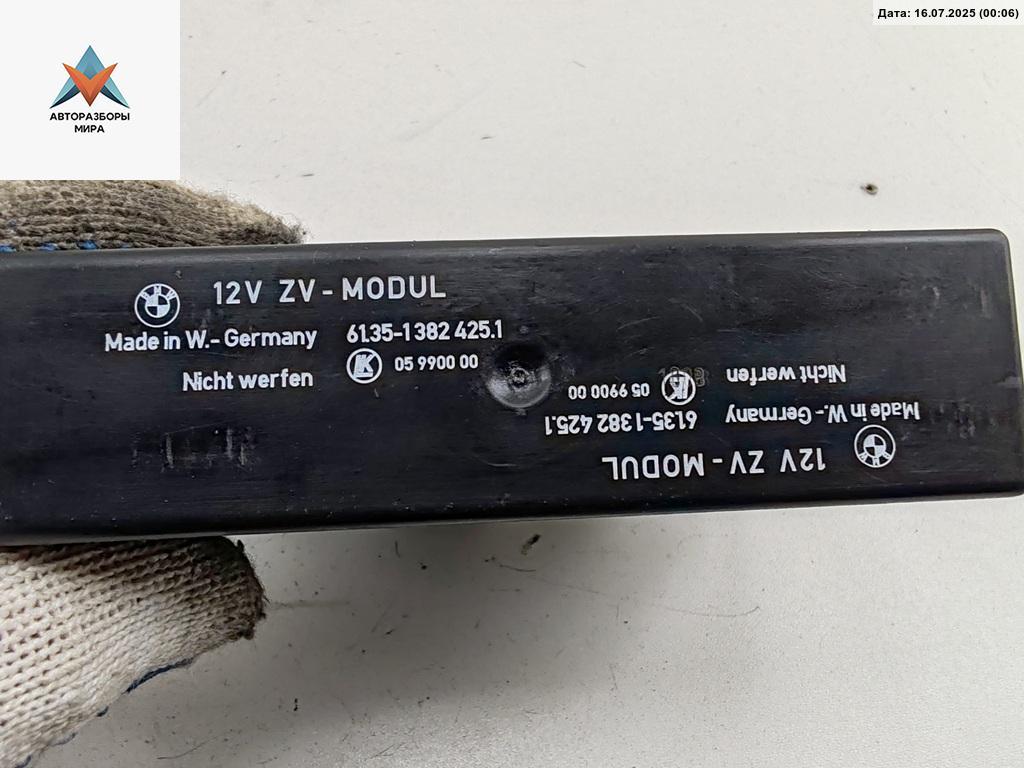 Дата: 16.07.2025 (00:06)
АВТОРАЗБОРЫ
МИРА
12V ZV - MODUL
Made in W.- Germany 61.35-1 382 425.1
Nicht werfen LK 05 9900 00
12V ZV - MODUL
Made in W.- Germany 61.35-1 382 425.1
Nicht werfen LK 05 9900 00